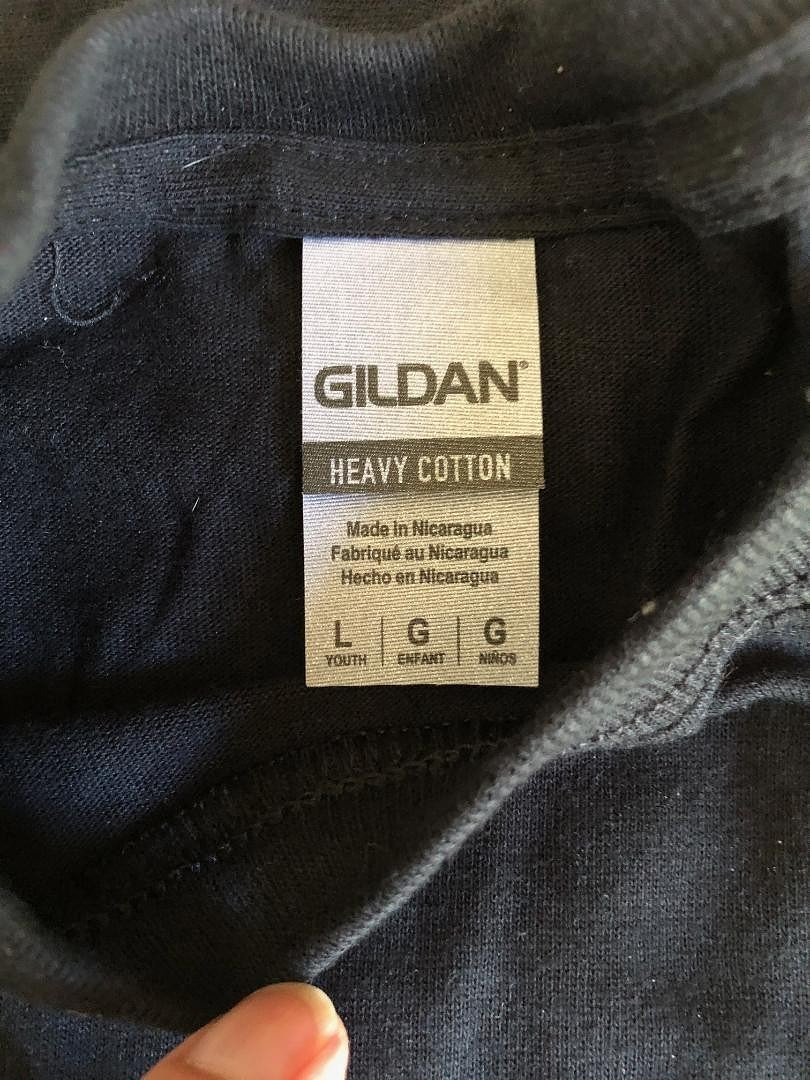 GILDAN®
HEAVY COTTON
Made in Nicaragua
Fabriqué au Nicaragua
Hecho en Nicaragua
L | G | G
YOUTH | ENFANT | NIÑOS